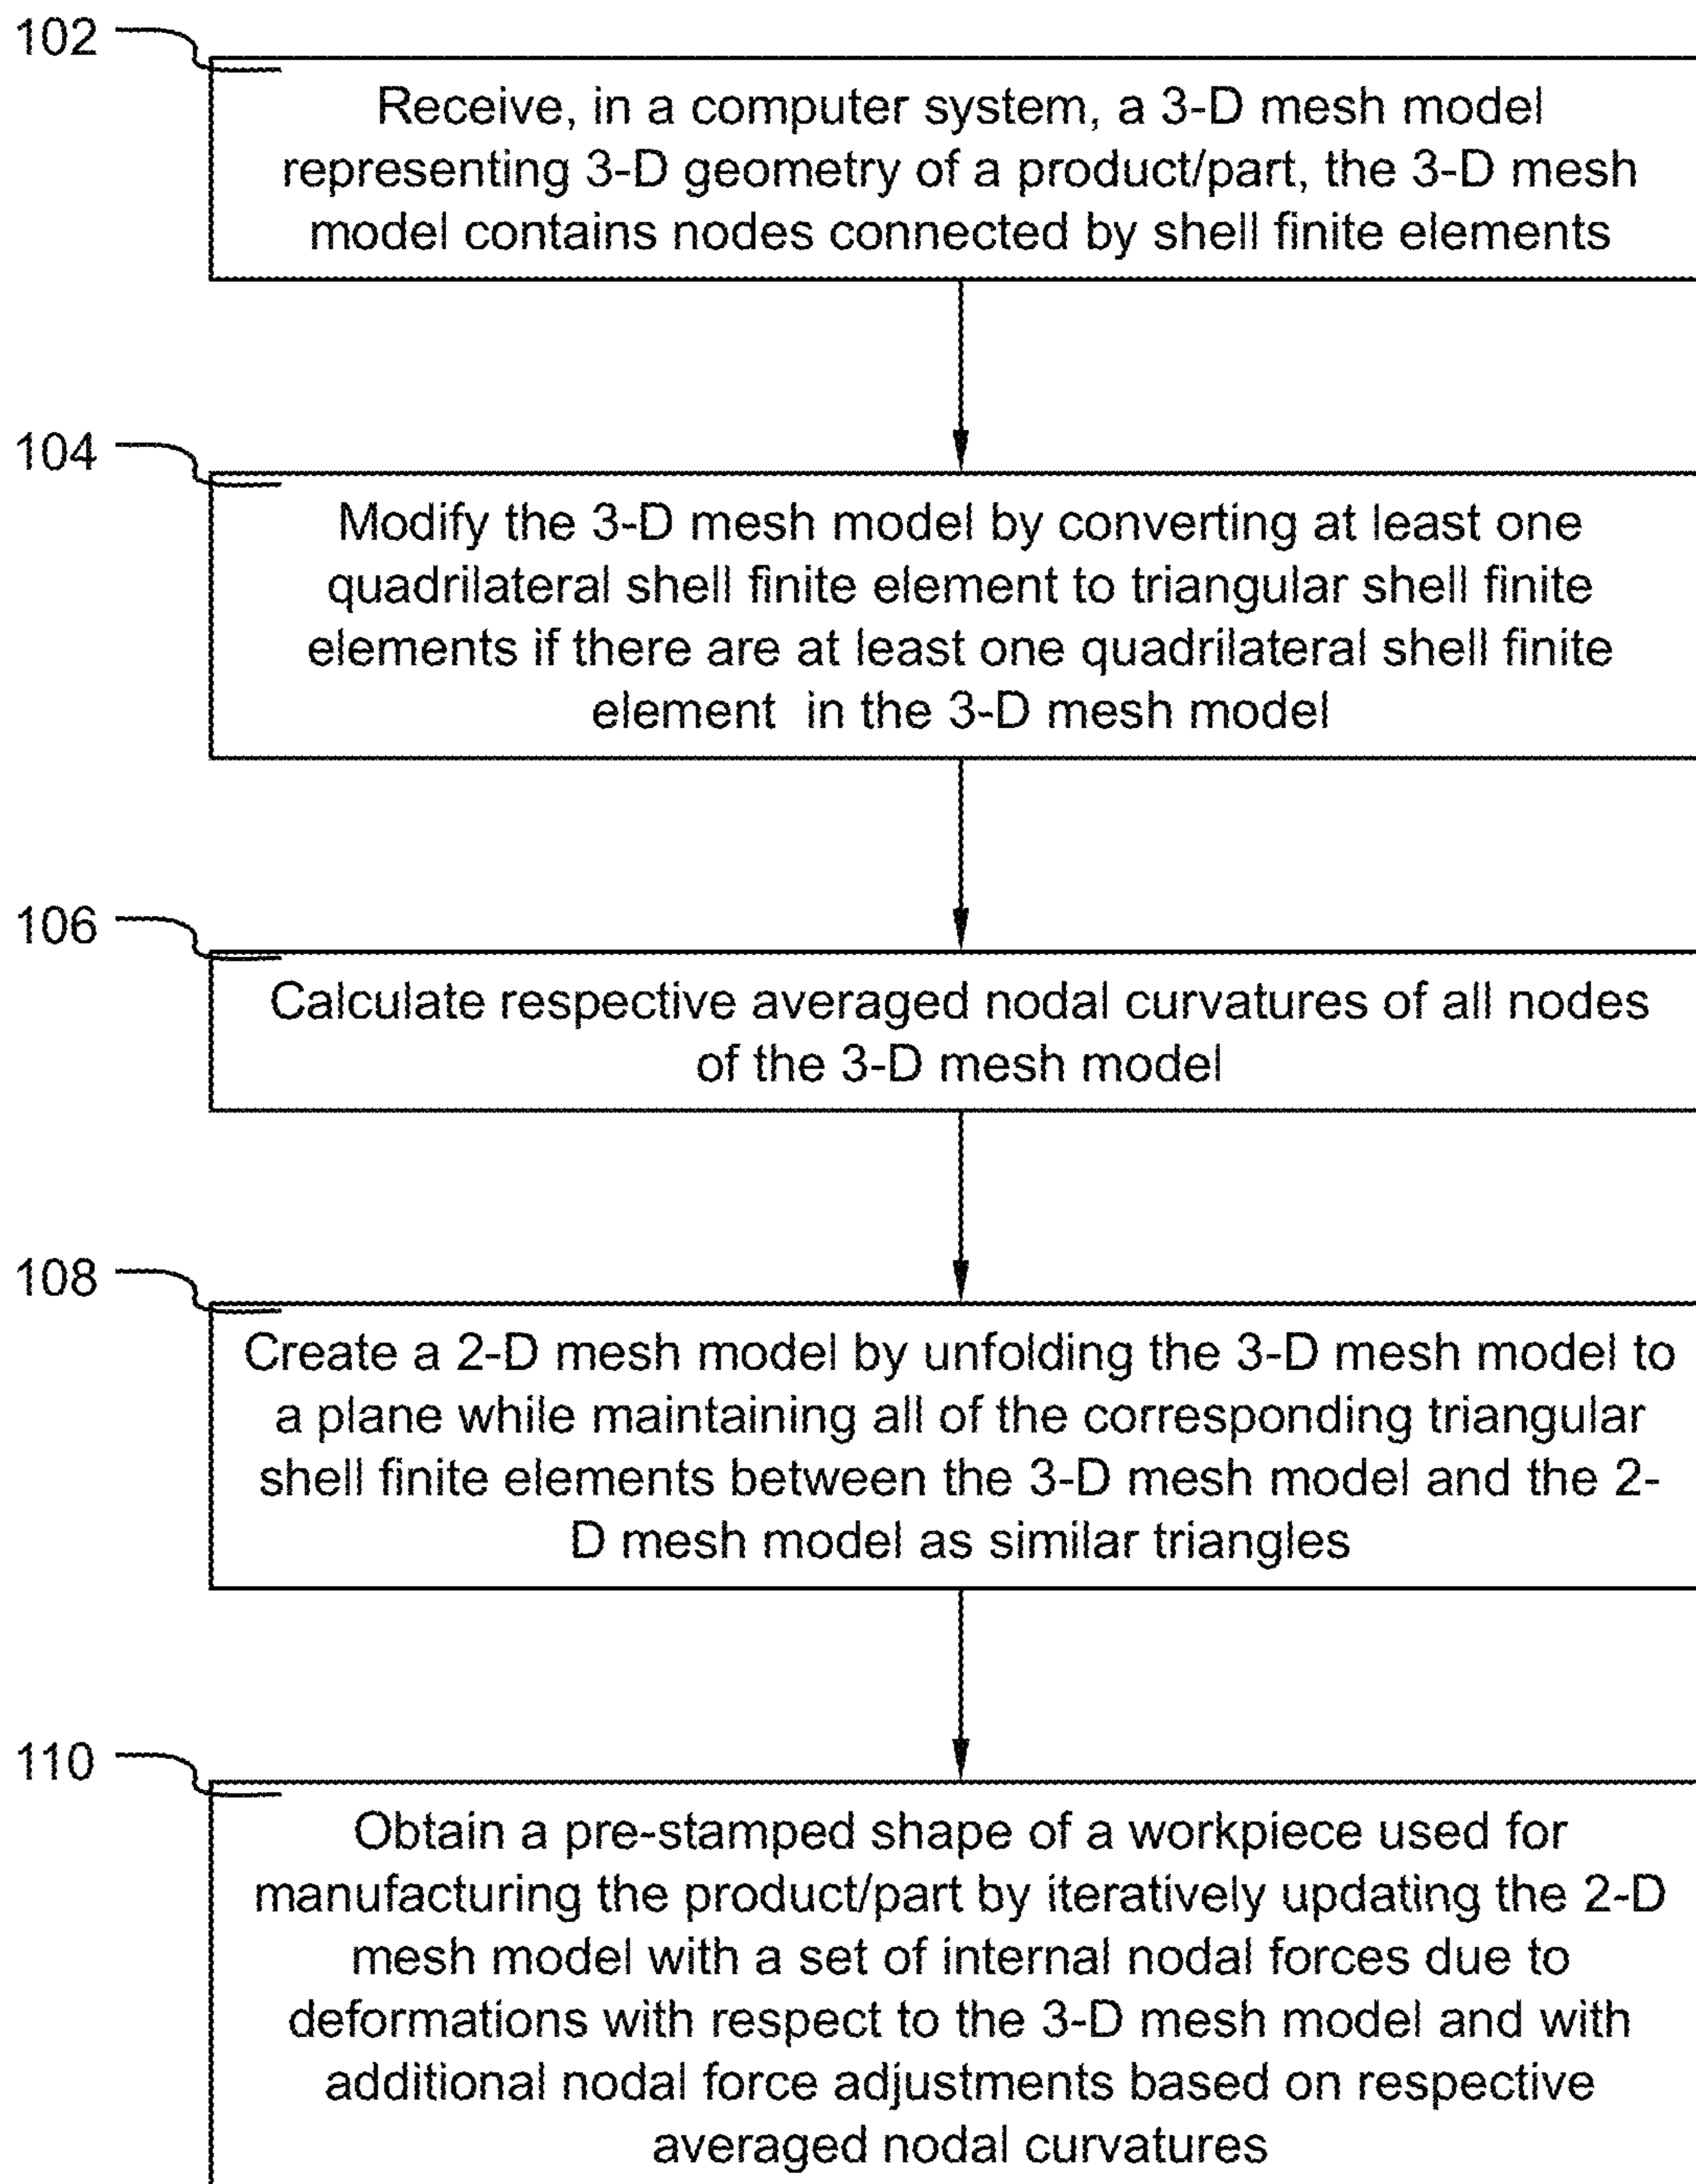 102
Receive, in a computer system, a 3-D mesh model
representing 3-D geometry of a product/part, the 3-D mesh
model contains nodes connected by shell finite elements
104
Modify the 3-D mesh model by converting at least one
quadrilateral shell finite element to triangular shell finite
elements if there are at least one quadrilateral shell finite
element in the 3-D mesh model
106
Calculate respective averaged nodal curvatures of all nodes
of the 3-D mesh model
108
Create a 2-D mesh model by unfolding the 3-D mesh model to
a plane while maintaining all of the corresponding triangular
shell finite elements between the 3-D mesh model and the 2-
D mesh model as similar triangles
110
Obtain a pre-stamped shape of a workpiece used for
manufacturing the product/part by iteratively updating the 2-D
mesh model with a set of internal nodal forces due to
deformations with respect to the 3-D mesh model and with
additional nodal force adjustments based on respective
averaged nodal curvatures